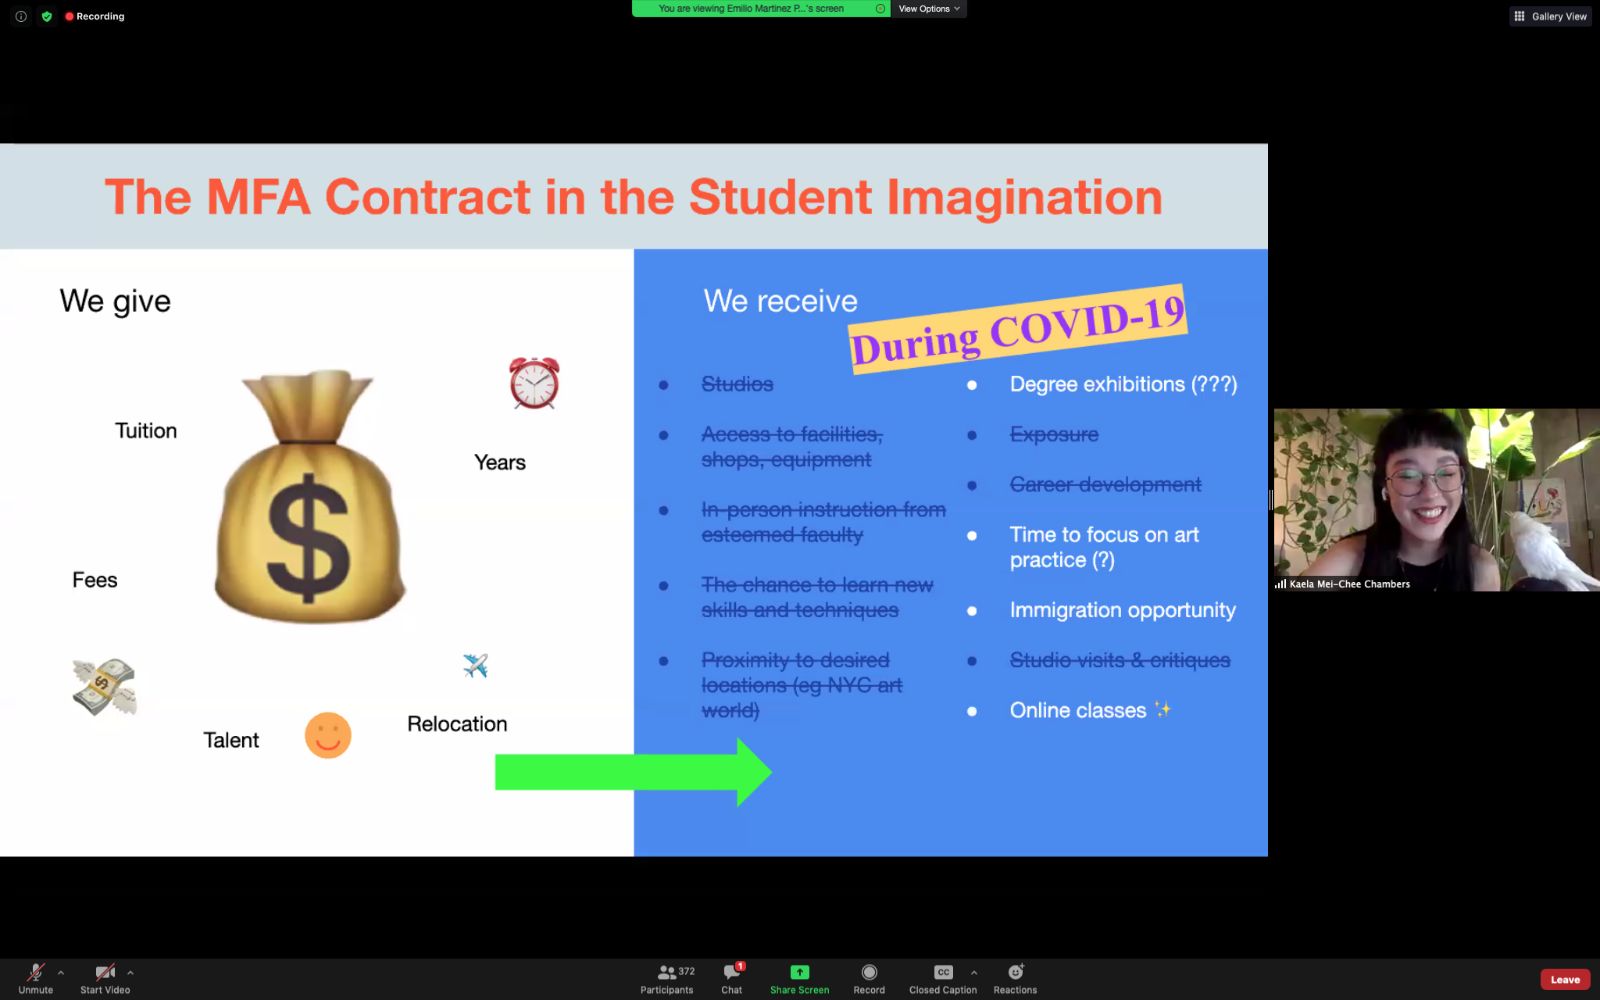 Recording
You are viewing Emilio Martinez P...'s screen
View Options
Gallery View
The MFA Contract in the Student Imagination
We give
Tuition
Years
Fees
$
Talent
Relocation
We receive
During COVID-19
Studios
Access to facilities,
shops, equipment
In-person instruction from
esteemed faculty
The chance to learn new
skills and techniques
Proximity to desired
locations (eg NYC art
world)
Degree exhibitions (???)
Exposure
Career development
Time to focus on art
practice (?)
Immigration opportunity
Studio visits & critiques
Online classes ✨
Kaela Mei-Chee Chambers
Unmute
Start Video
372
Participants
1
Chat
Share Screen
Record
CC
Closed Caption
Reactions
Leave